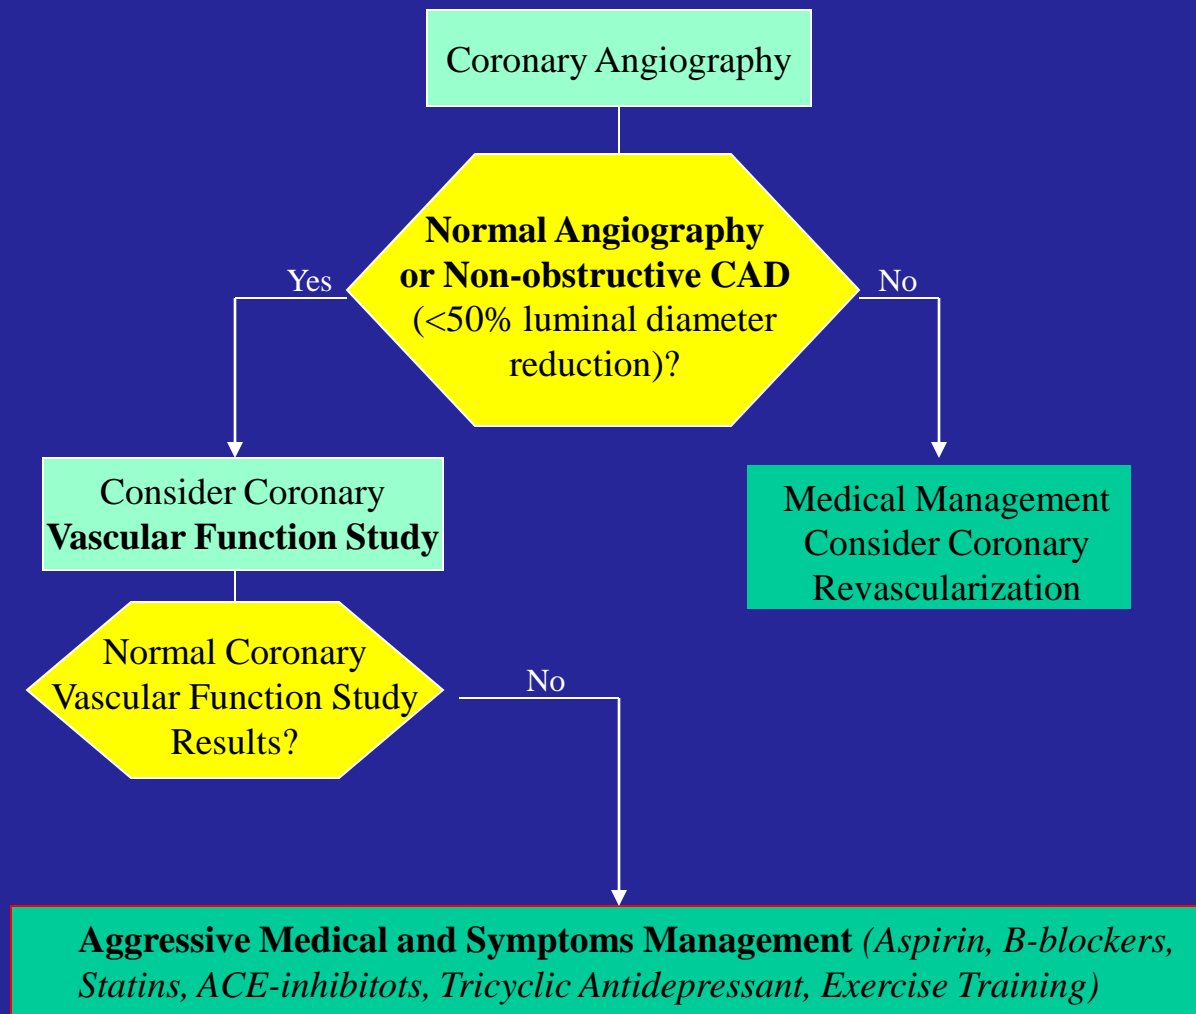 Coronary Angiography
Normal Angiography
or Non-obstructive CAD
(<50% luminal diameter
reduction)?
Yes
No
Consider Coronary
Vascular Function Study
Medical Management
Consider Coronary
Revascularization
Normal Coronary
Vascular Function Study
Results?
No
Aggressive Medical and Symptoms Management (Aspirin, B-blockers,
Statins, ACE-inhibitots, Tricyclic Antidepressant, Exercise Training)